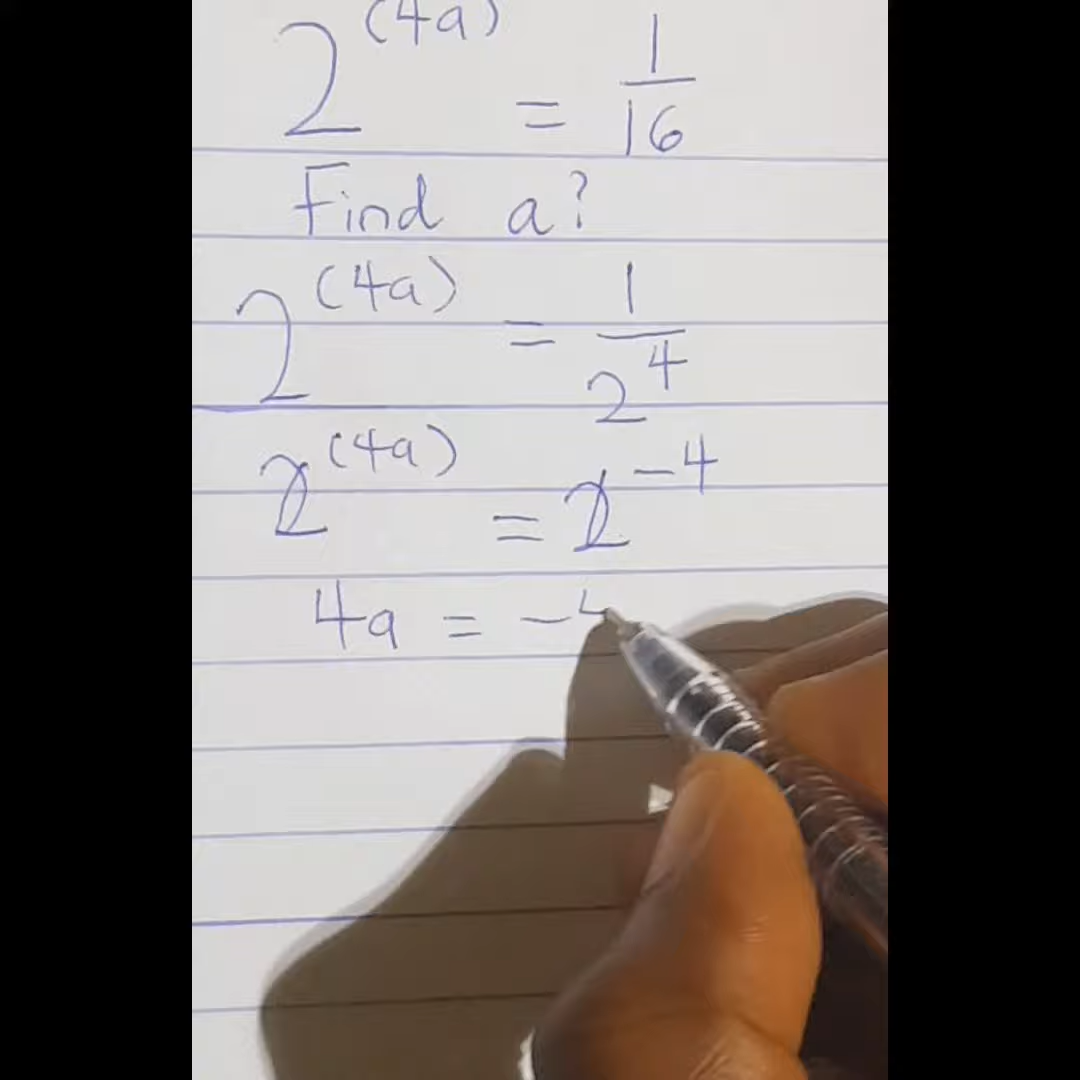 2^(4a) = 1/16
Find a?
2^(4a) = 1/2^4
2^(4a) = 2^-4
4a = -4